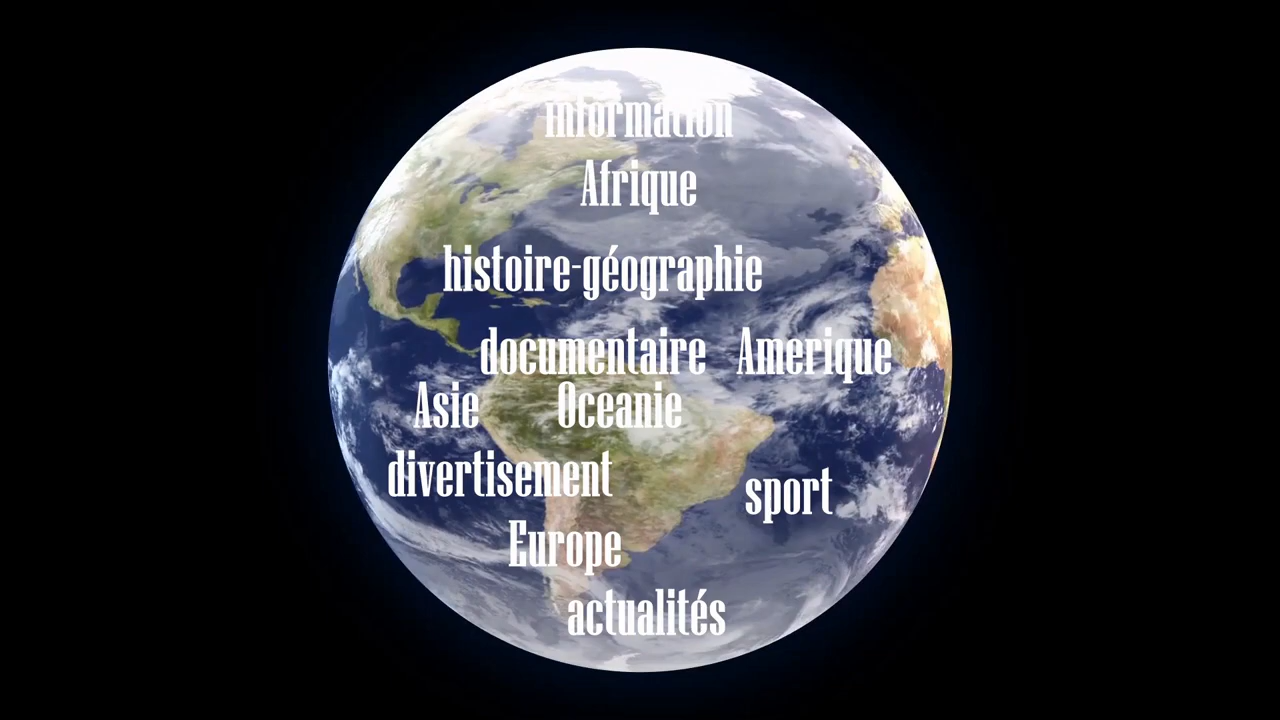 information
Afrique
histoire-géographie
documentaire Amerique
Asie Oceanie
divertisement
sport
Europe
actualités